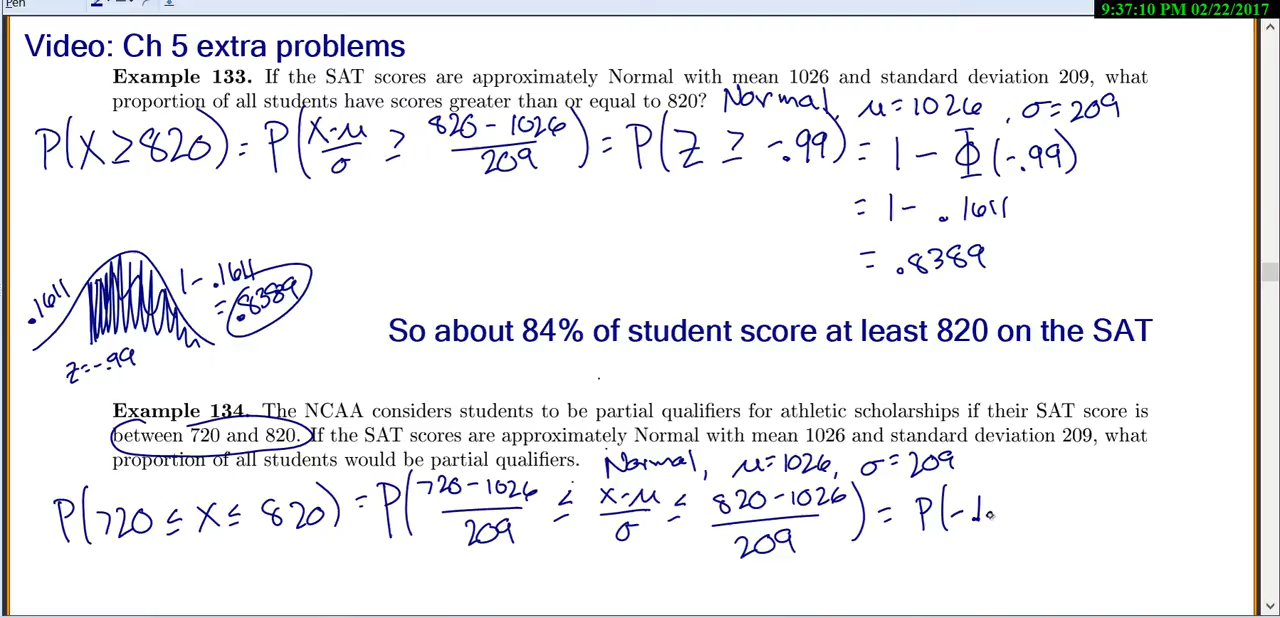 Pen
9:37:10 PM 02/22/2017
Video: Ch 5 extra problems
Example 133. If the SAT scores are approximately Normal with mean 1026 and standard deviation 209, what
proportion of all students have scores greater than or equal to 820? Normal, μ=1026, σ=209
P(X≥820) = P(X-μ/σ ≥ 820-1026/209) = P(Z ≥ -.99) = 1 - Φ(-.99)
= 1 - .1611
= .8389
.1611
1 - .1611
= .8389
Z=-.99
So about 84% of student score at least 820 on the SAT
Example 134. The NCAA considers students to be partial qualifiers for athletic scholarships if their SAT score is
between 720 and 820. If the SAT scores are approximately Normal with mean 1026 and standard deviation 209, what
proportion of all students would be partial qualifiers. Normal, μ=1026, σ=209
P(720 ≤ X ≤ 820) = P(720-1026/209 ≤ X-μ/σ ≤ 820-1026/209) = P(-1.